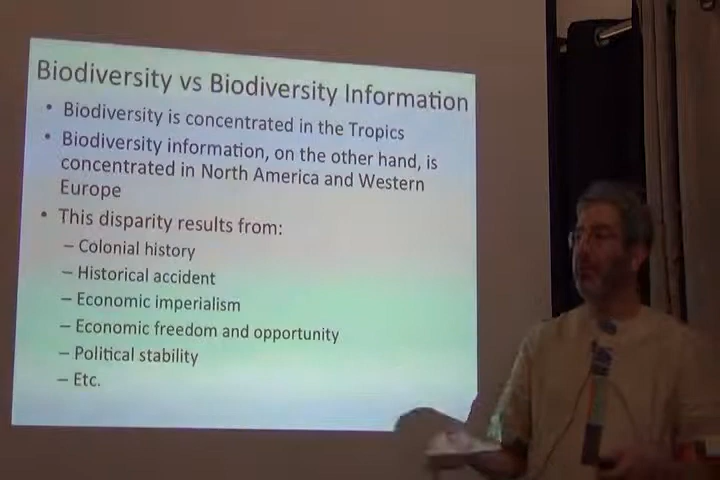 Biodiversity vs Biodiversity Information
• Biodiversity is concentrated in the Tropics
• Biodiversity information, on the other hand, is
concentrated in North America and Western
Europe
• This disparity results from:
– Colonial history
– Historical accident
– Economic imperialism
– Economic freedom and opportunity
– Political stability
– Etc.